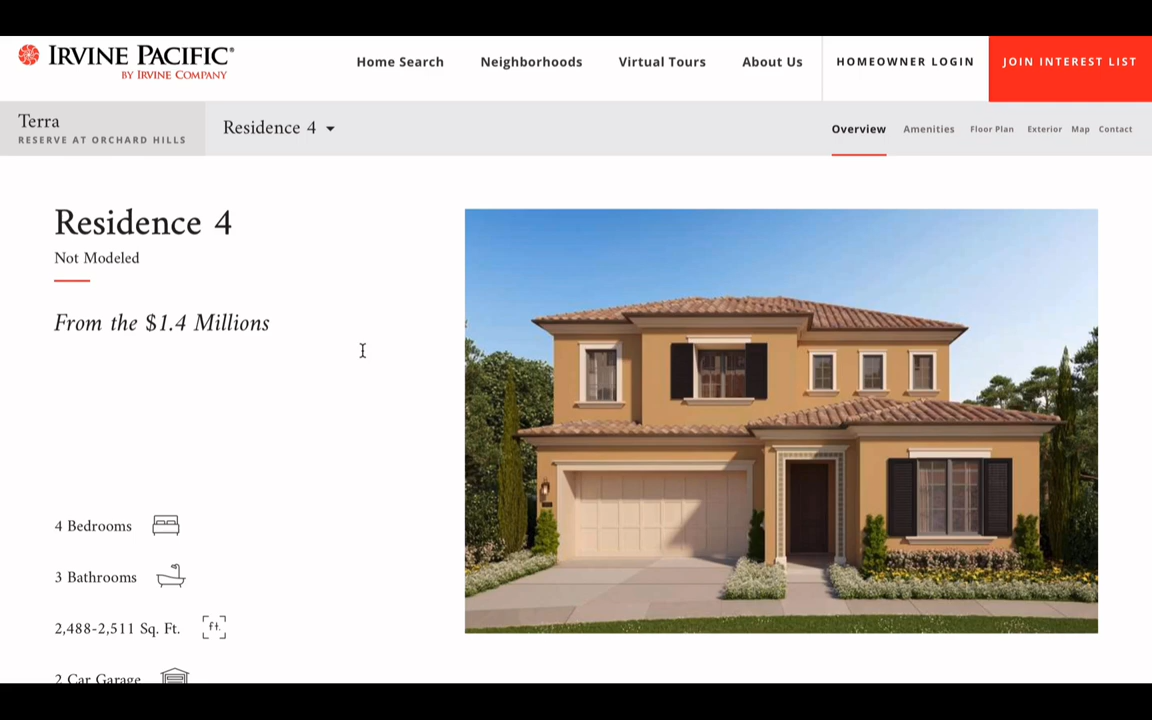 IRVINE PACIFIC®
BY IRVINE COMPANY
Home Search
Neighborhoods
Virtual Tours
About Us
HOMEOWNER LOGIN
JOIN INTEREST LIST
Terra
RESERVE AT ORCHARD HILLS
Residence 4
Overview
Amenities
Floor Plan
Exterior
Map
Contact
Residence 4
Not Modeled
From the $1.4 Millions
4 Bedrooms
3 Bathrooms
2,488-2,511 Sq. Ft.
ft.
2 Car Garage